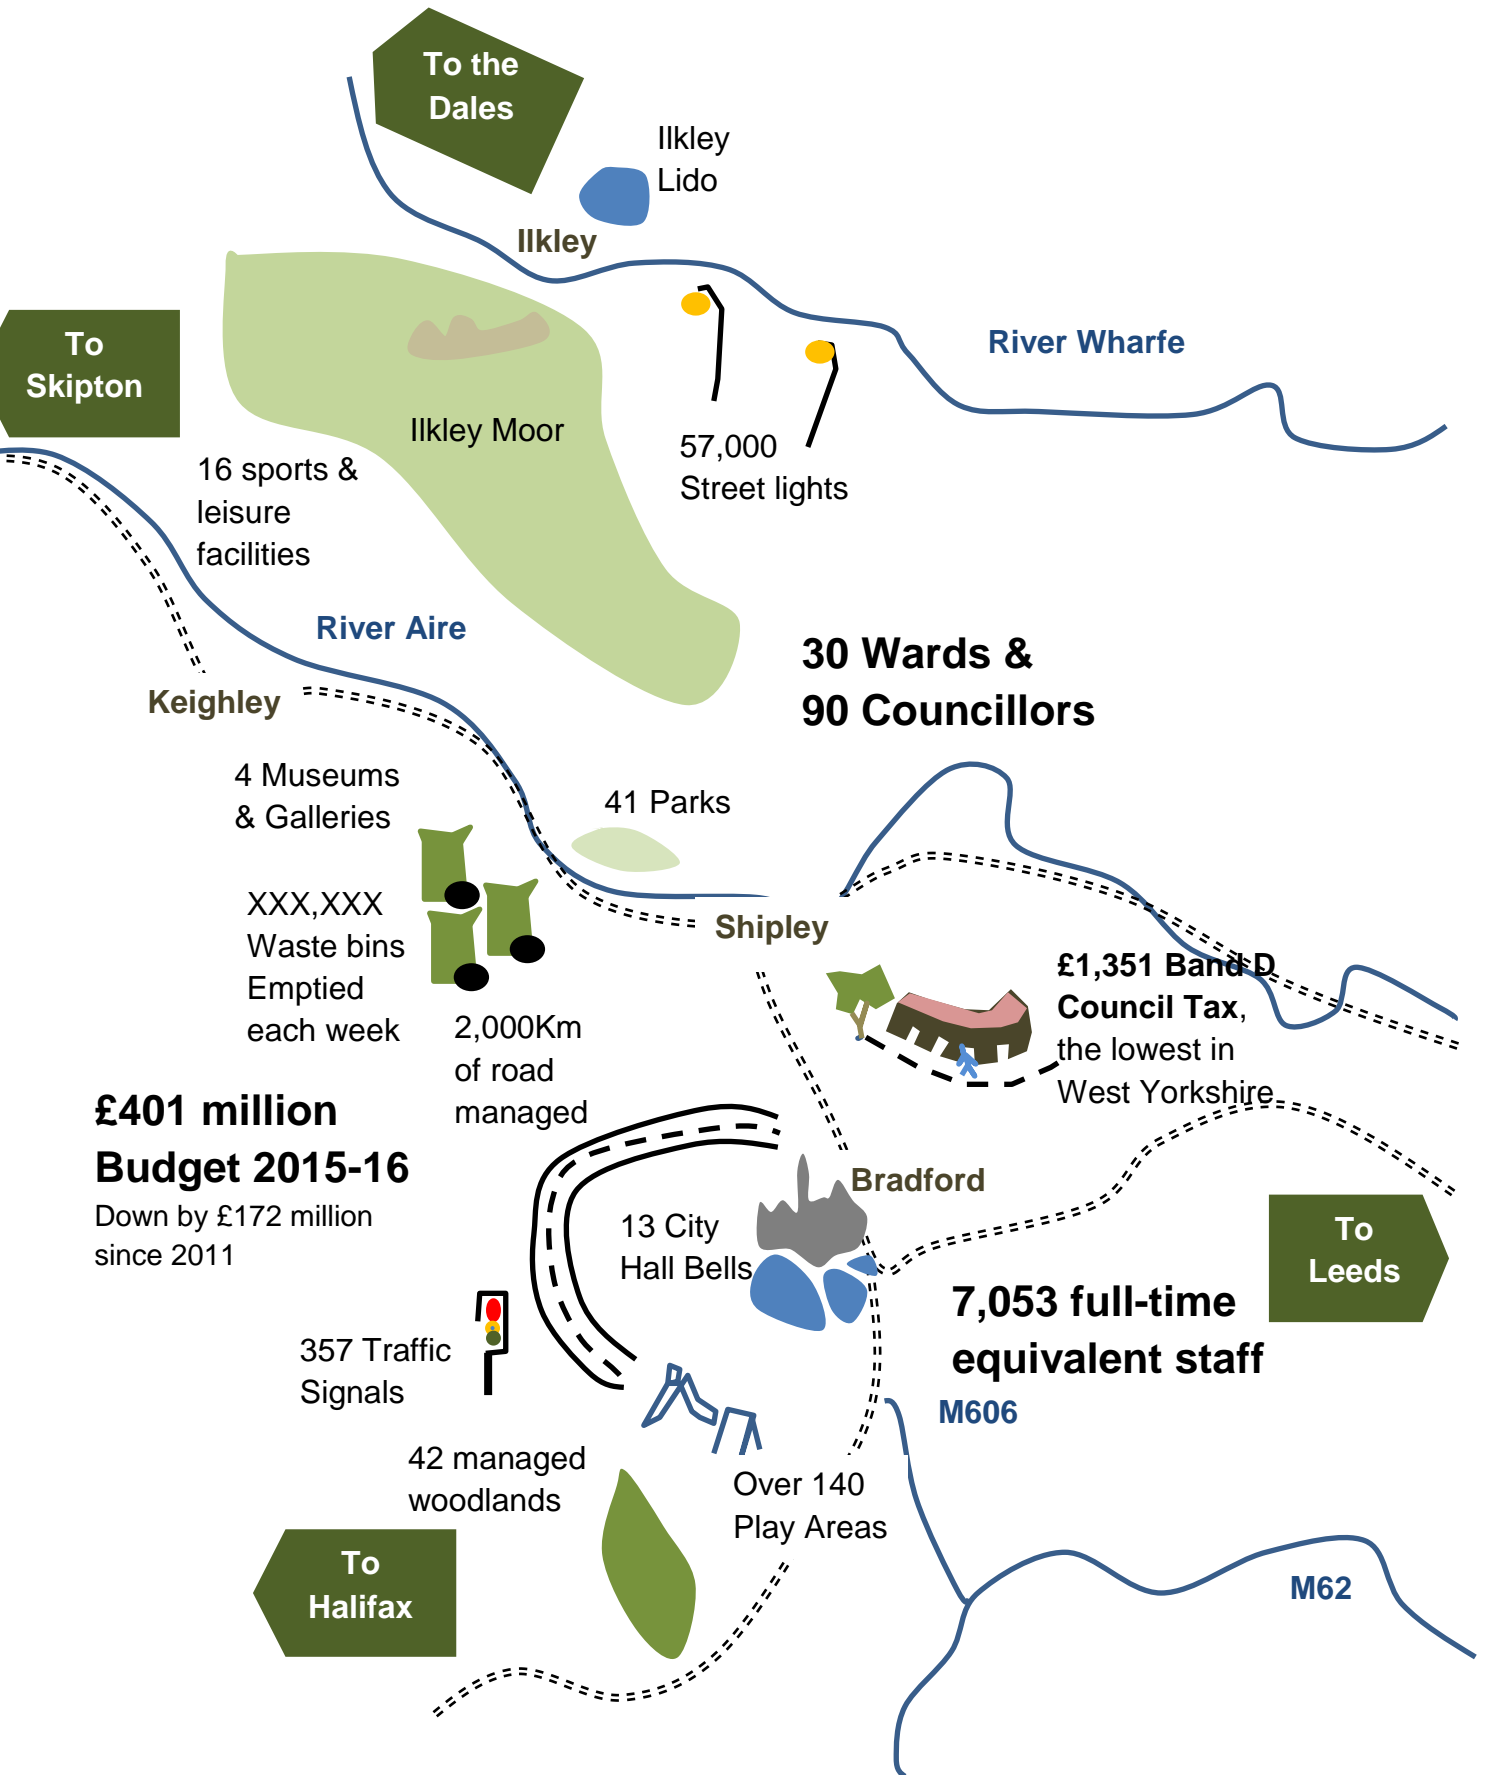 To the
Dales
Ilkley
Lido
Ilkley
To
Skipton
River Wharfe
Ilkley Moor
57,000
Street lights
16 sports &
leisure
facilities
River Aire
30 Wards &
90 Councillors
Keighley
4 Museums
& Galleries
41 Parks
XXX,XXX
Waste bins
Emptied
each week
Shipley
£1,351 Band D
Council Tax,
the lowest in
West Yorkshire
2,000Km
of road
managed
£401 million
Budget 2015-16
Down by £172 million
since 2011
Bradford
13 City
Hall Bells
To
Leeds
7,053 full-time
equivalent staff
357 Traffic
Signals
M606
42 managed
woodlands
Over 140
Play Areas
To
Halifax
M62